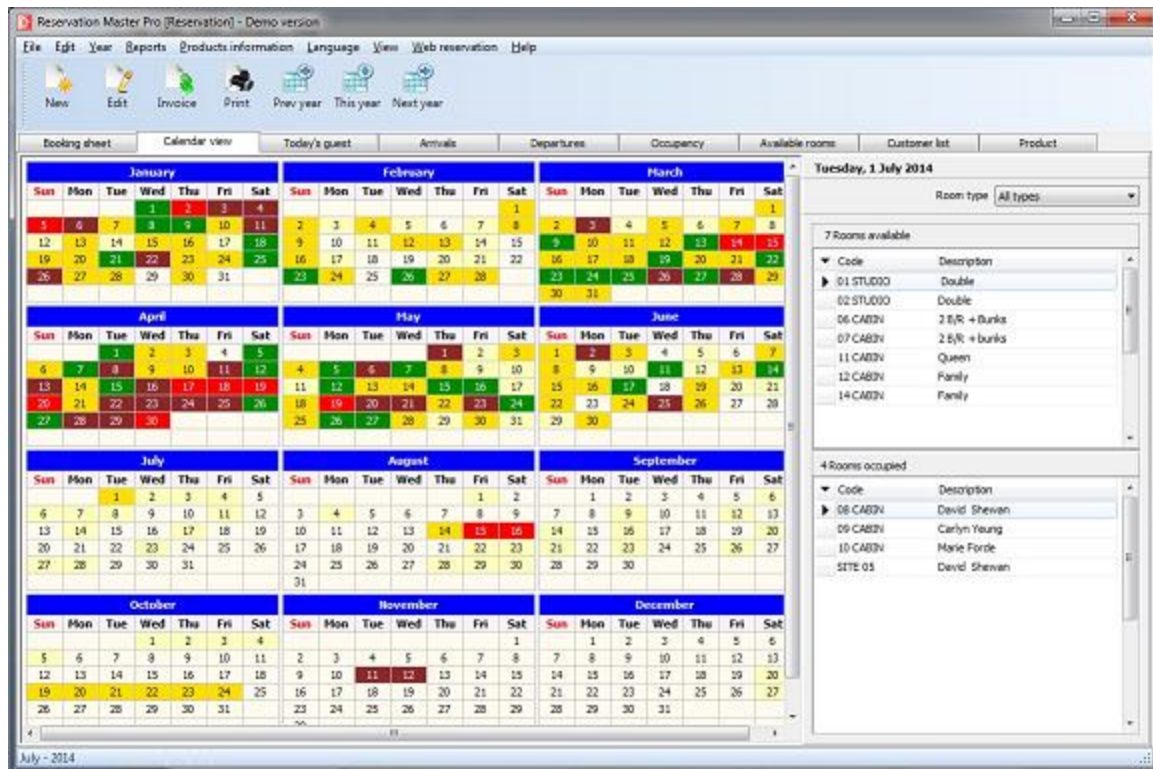 Reservation Master Pro [Reservation] - Demo version
File Edit Year Reports Products information Language View Web reservation Help
New Edit Invoice Print Prev year This year Next year
Booking sheet Calendar view Today's guest Arrivals Departures Occupency Available rooms Customer list Product
Tuesday, 1 July 2014
Room type All types
January February March
Sun Mon Tue Wed Thu Fri Sat Sun Mon Tue Wed Thu Fri Sat Sun Mon Tue Wed Thu Fri Sat
1 2 3 4 1 1
5 6 7 8 9 10 11 2 3 4 5 6 7 8 2 3 4 5 6 7 8
12 13 14 15 16 17 18 9 10 11 12 13 14 15 9 10 11 12 13 14 15
19 20 21 22 23 24 25 16 17 18 19 20 21 22 16 17 18 19 20 21 22
26 27 28 29 30 31 23 24 25 26 27 28 23 24 25 26 27 28 29
30 31
April May June
Sun Mon Tue Wed Thu Fri Sat Sun Mon Tue Wed Thu Fri Sat Sun Mon Tue Wed Thu Fri Sat
1 2 3 4 5 1 2 3 1 2 3 4 5 6 7
6 7 8 9 10 11 12 4 5 6 7 8 9 10 8 9 10 11 12 13 14
13 14 15 16 17 18 19 11 12 13 14 15 16 17 15 16 17 18 19 20 21
20 21 22 23 24 25 26 18 19 20 21 22 23 24 22 23 24 25 26 27 28
27 28 29 30 25 26 27 28 29 30 31 29 30
July August September
Sun Mon Tue Wed Thu Fri Sat Sun Mon Tue Wed Thu Fri Sat Sun Mon Tue Wed Thu Fri Sat
1 2 3 4 5 1 2 1 2 3 4 5 6
6 7 8 9 10 11 12 3 4 5 6 7 8 9 7 8 9 10 11 12 13
13 14 15 16 17 18 19 10 11 12 13 14 15 16 14 15 16 17 18 19 20
20 21 22 23 24 25 26 17 18 19 20 21 22 23 21 22 23 24 25 26 27
27 28 29 30 31 24 25 26 27 28 29 30 28 29 30
31
October November December
Sun Mon Tue Wed Thu Fri Sat Sun Mon Tue Wed Thu Fri Sat Sun Mon Tue Wed Thu Fri Sat
1 2 3 4 1 1 2 3 4 5 6
5 6 7 8 9 10 11 2 3 4 5 6 7 8 7 8 9 10 11 12 13
12 13 14 15 16 17 18 9 10 11 12 13 14 15 14 15 16 17 18 19 20
19 20 21 22 23 24 25 16 17 18 19 20 21 22 21 22 23 24 25 26 27
26 27 28 29 30 31 23 24 25 26 27 28 29 28 29 30 31
7 Rooms available
Code Description
01 STUDIO Double
02 STUDIO Double
06 CABIN 2 B/R + Bunks
07 CABIN 2 B/R + bunks
11 CABIN Queen
12 CABIN Family
14 CABIN Family
4 Rooms occupied
Code Description
08 CABIN David Shewan
09 CABIN Carlyn Yeung
10 CABIN Marie Forde
SITE 05 David Shewan
July - 2014